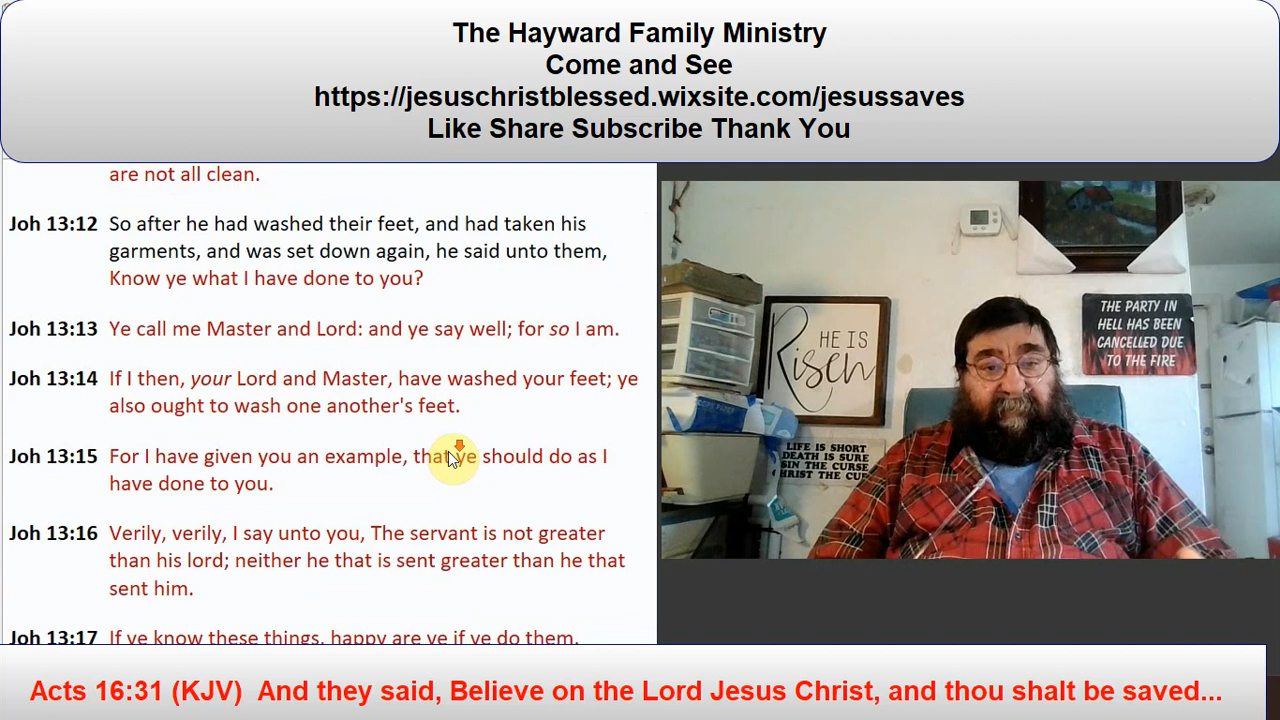 The Hayward Family Ministry
Come and See
https://jesuschristblessed.wixsite.com/jesussaves
Like Share Subscribe Thank You
are not all clean.
Joh 13:12 So after he had washed their feet, and had taken his
garments, and was set down again, he said unto them,
Know ye what I have done to you?
Joh 13:13 Ye call me Master and Lord: and ye say well; for so I am.
Joh 13:14 If I then, your Lord and Master, have washed your feet; ye
also ought to wash one another's feet.
Joh 13:15 For I have given you an example, that ye should do as I
have done to you.
Joh 13:16 Verily, verily, I say unto you, The servant is not greater
than his lord; neither he that is sent greater than he that
sent him.
Joh 13:17 If ye know these things, happy are ye if ye do them.
HE IS
Risen
THE PARTY IN
HELL HAS BEEN
CANCELLED DUE
TO THE FIRE
LIFE IS SHORT
DEATH IS SURE
SIN THE CURSE
HRIST THE CU
Acts 16:31 (KJV) And they said, Believe on the Lord Jesus Christ, and thou shalt be saved...